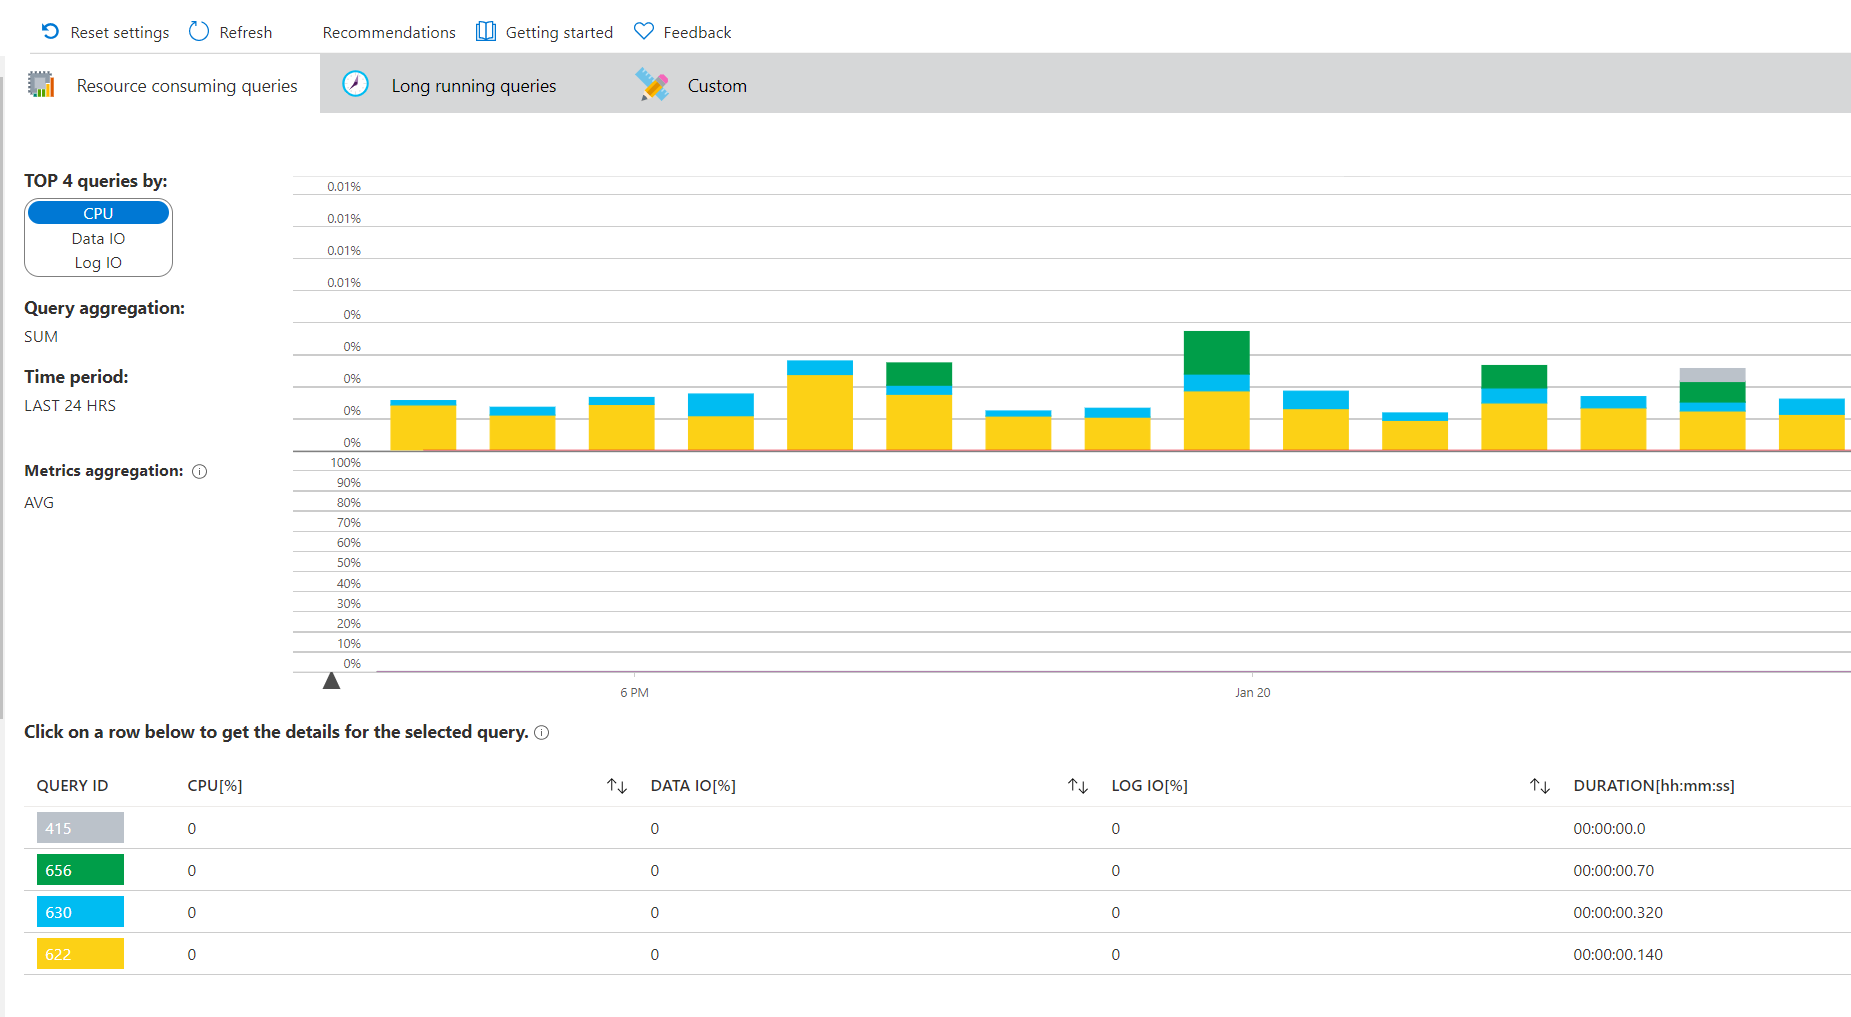 Reset settings Refresh Recommendations Getting started Feedback
Resource consuming queries Long running queries Custom
TOP 4 queries by:
CPU
Data IO
Log IO
Query aggregation:
SUM
Time period:
LAST 24 HRS
Metrics aggregation:
AVG
0.01%
0.01%
0.01%
0.01%
0%
0%
0%
0%
0%
100%
90%
80%
70%
60%
50%
40%
30%
20%
10%
0%
6 PM Jan 20
Click on a row below to get the details for the selected query.
QUERY ID CPU[%] DATA IO[%] LOG IO[%] DURATION[hh:mm:ss]
415 0 0 0 00:00:00.0
656 0 0 0 00:00:00.70
630 0 0 0 00:00:00.320
622 0 0 0 00:00:00.140